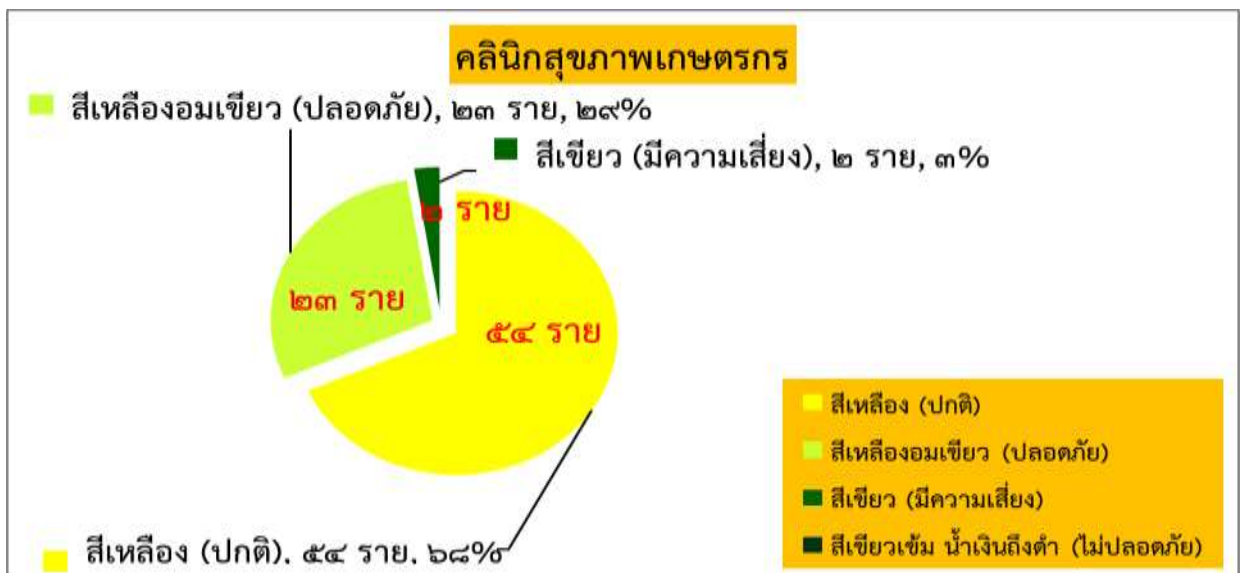 คลินิกสุขภาพเกษตรกร
สีเหลืองอมเขียว (ปลอดภัย), ๒๓ ราย, ๒๙%
สีเขียว (มีความเสี่ยง), ๒ ราย, ๓%
๒ ราย
๒๓ ราย
๕๔ ราย
สีเหลือง (ปกติ)
สีเหลืองอมเขียว (ปลอดภัย)
สีเขียว (มีความเสี่ยง)
สีเขียวเข้ม น้ำเงินถึงดำ (ไม่ปลอดภัย)
สีเหลือง (ปกติ), ๕๔ ราย, ๖๘%